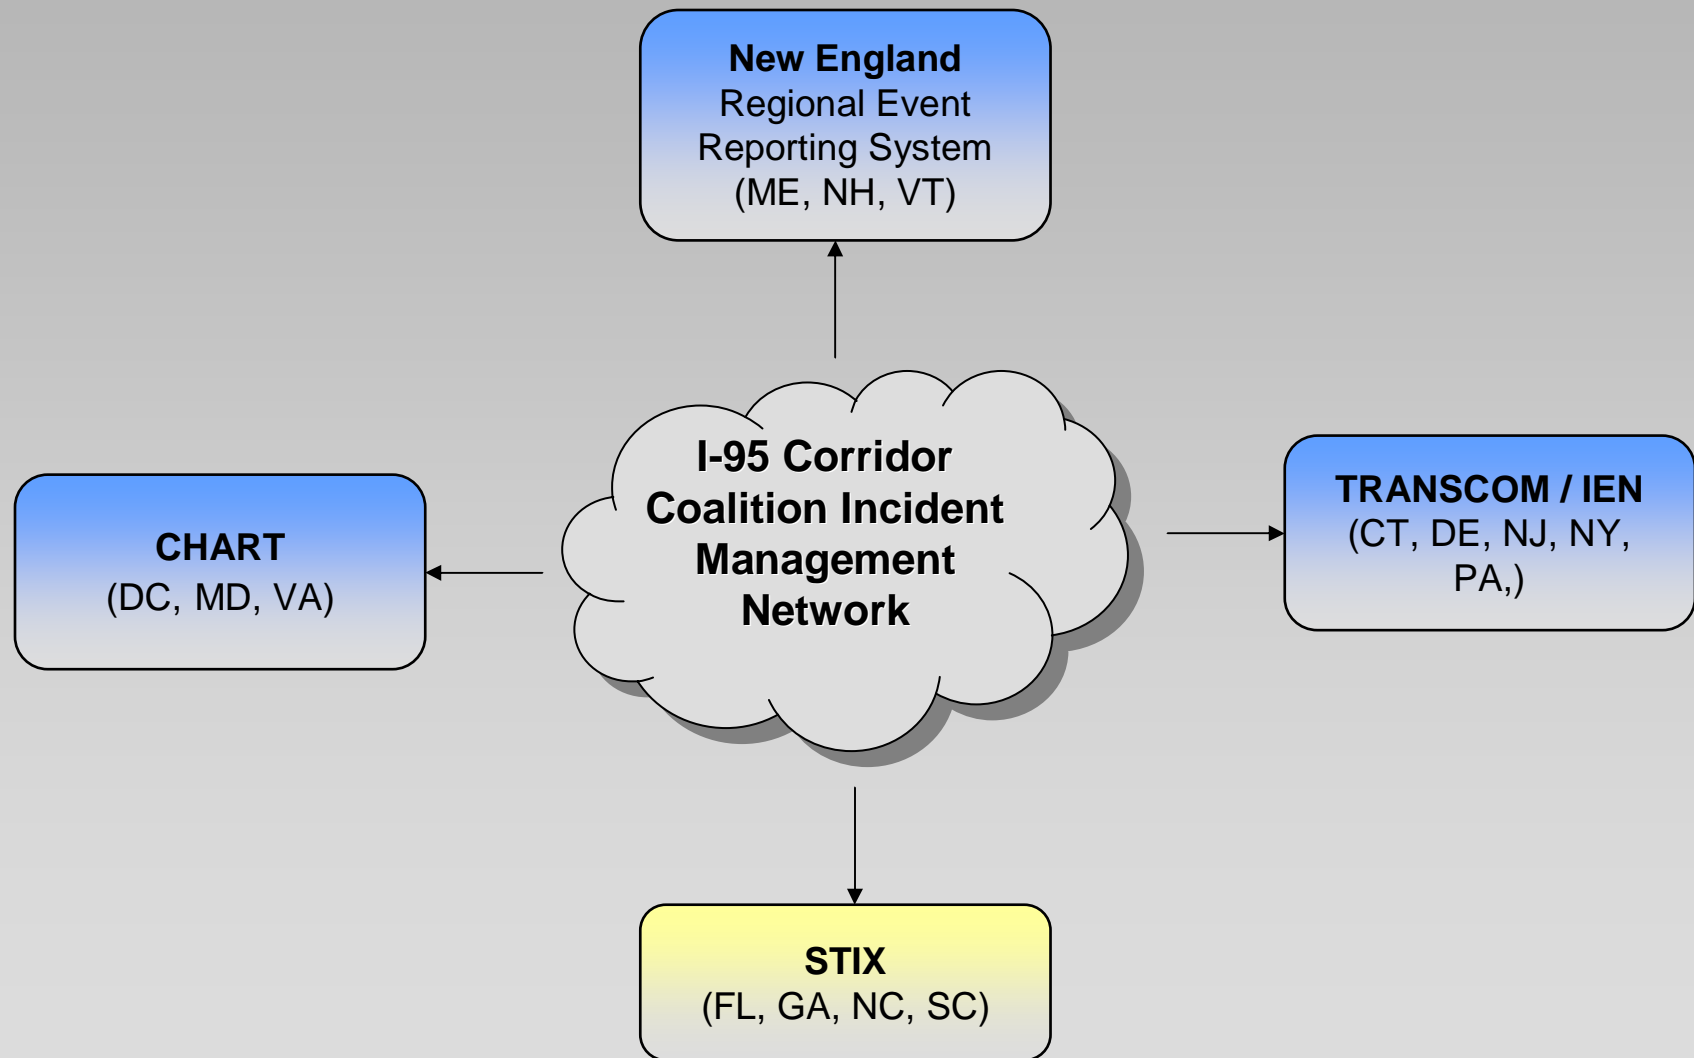 New England
Regional Event
Reporting System
(ME, NH, VT)
I-95 Corridor
Coalition Incident
Management
Network
CHART
(DC, MD, VA)
TRANSCOM / IEN
(CT, DE, NJ, NY,
PA,)
STIX
(FL, GA, NC, SC)